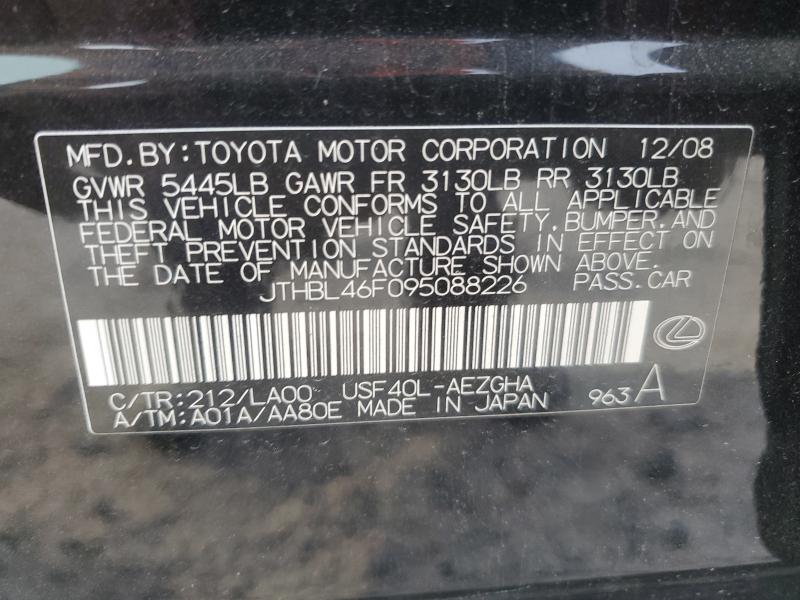 MFD.BY:TOYOTA MOTOR CORPORATION 12/08
GVWR 5445LB GAWR FR 3130LB RR 3130LB
THIS VEHICLE CONFORMS TO ALL APPLICABLE
FEDERAL MOTOR VEHICLE SAFETY,BUMPER,AND
THEFT PREVENTION STANDARDS IN EFFECT ON
THE DATE OF MANUFACTURE SHOWN ABOVE.
JTHBL46F095088226 PASS.CAR
C/TR:212/LA00 USF40L-AEZGHA
A/TM:A01A/AA80E MADE IN JAPAN 963 A